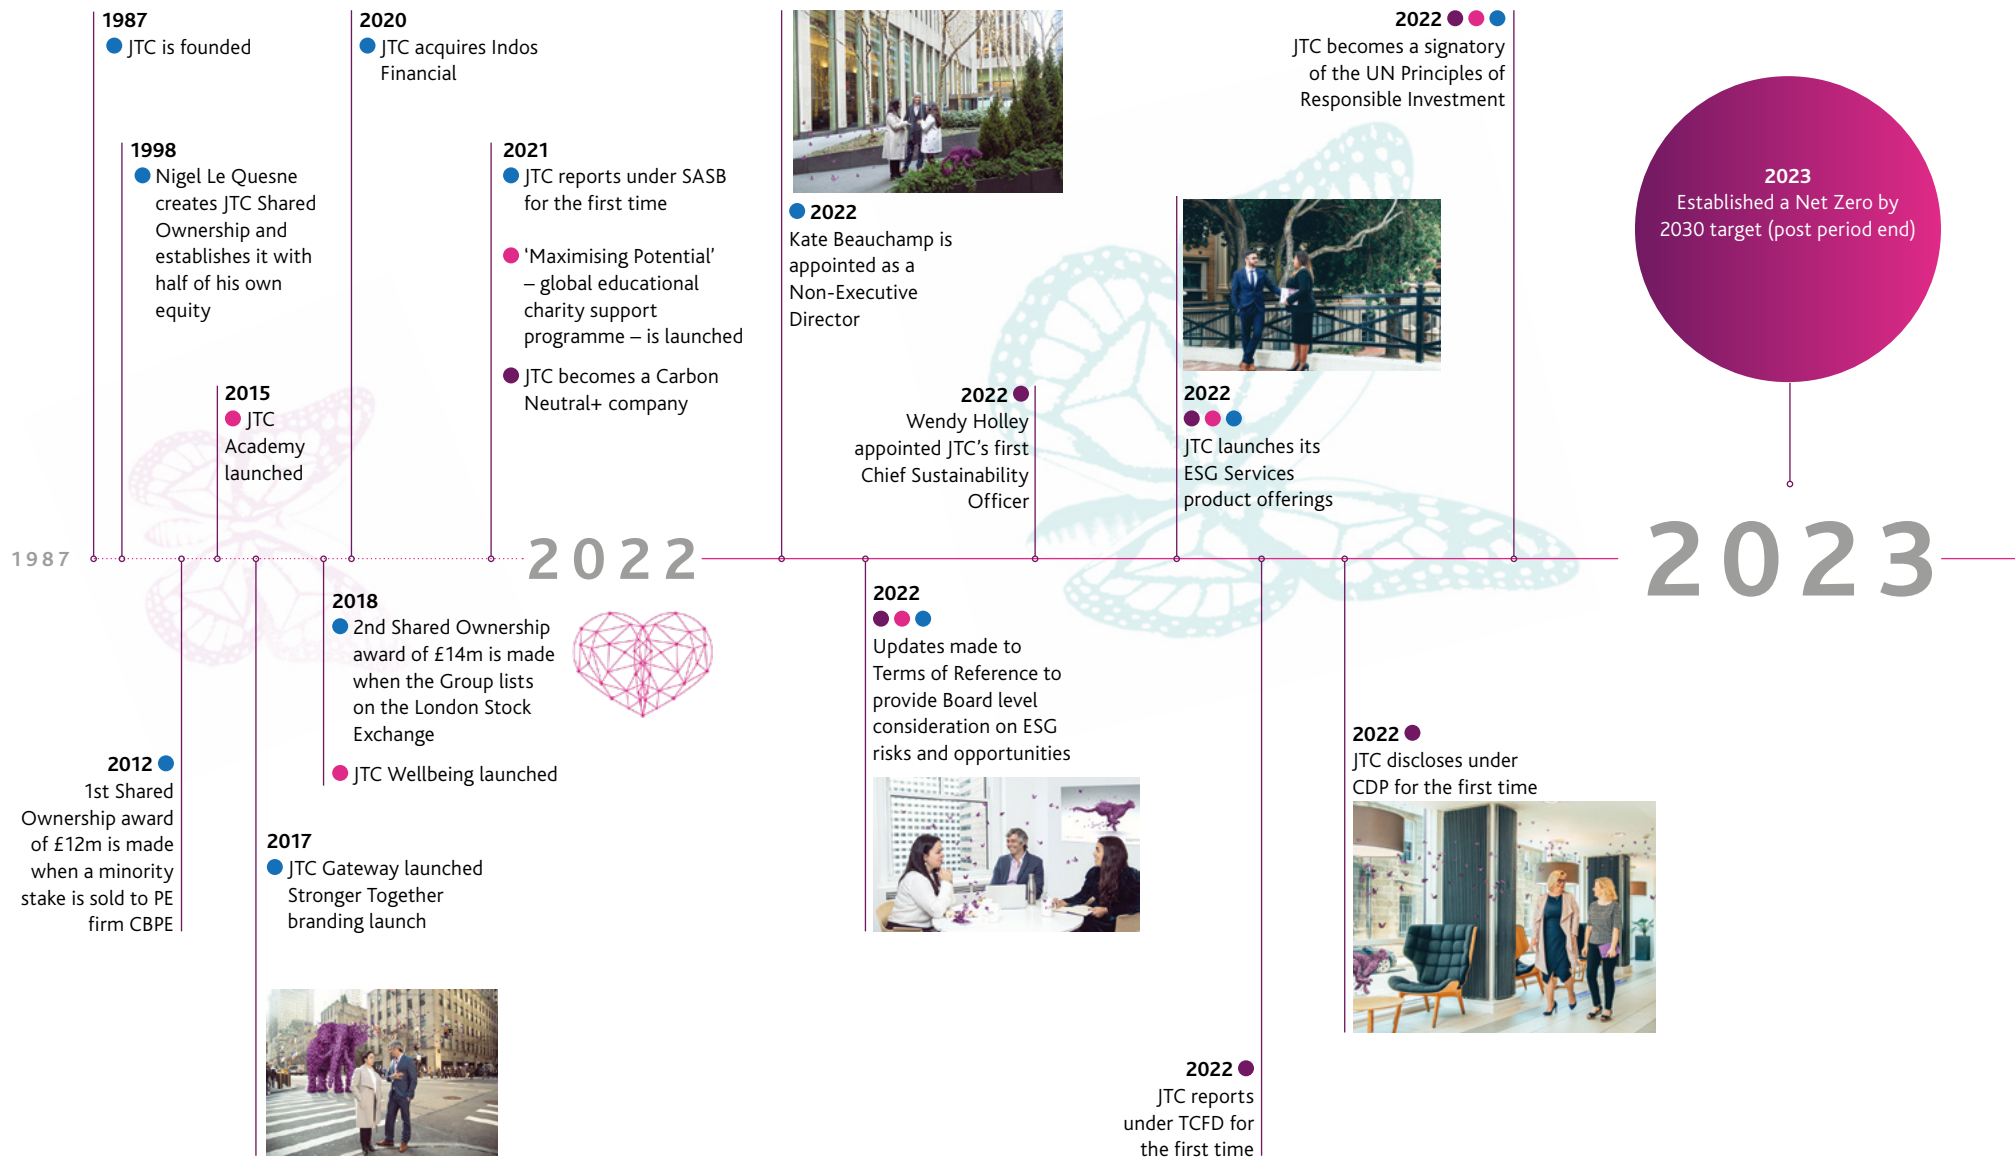 1987
JTC is founded
1998
Nigel Le Quesne
creates JTC Shared
Ownership and
establishes it with
half of his own
equity
2012
1st Shared
Ownership award
of £12m is made
when a minority
stake is sold to PE
firm CBPE
2015
JTC
Academy
launched
2017
JTC Gateway launched
Stronger Together
branding launch
2018
2nd Shared Ownership
award of £14m is made
when the Group lists
on the London Stock
Exchange
JTC Wellbeing launched
2020
JTC acquires Indos
Financial
2021
JTC reports under SASB
for the first time
‘Maximising Potential’
– global educational
charity support
programme – is launched
JTC becomes a Carbon
Neutral+ company
1987
2022
2022
Kate Beauchamp is
appointed as a
Non-Executive
Director
2022
Updates made to
Terms of Reference to
provide Board level
consideration on ESG
risks and opportunities
2022
Wendy Holley
appointed JTC’s first
Chief Sustainability
Officer
2022
JTC launches its
ESG Services
product offerings
2022
JTC reports
under TCFD for
the first time
2022
JTC discloses under
CDP for the first time
2022
JTC becomes a signatory
of the UN Principles of
Responsible Investment
2023
Established a Net Zero by
2030 target (post period end)
2023